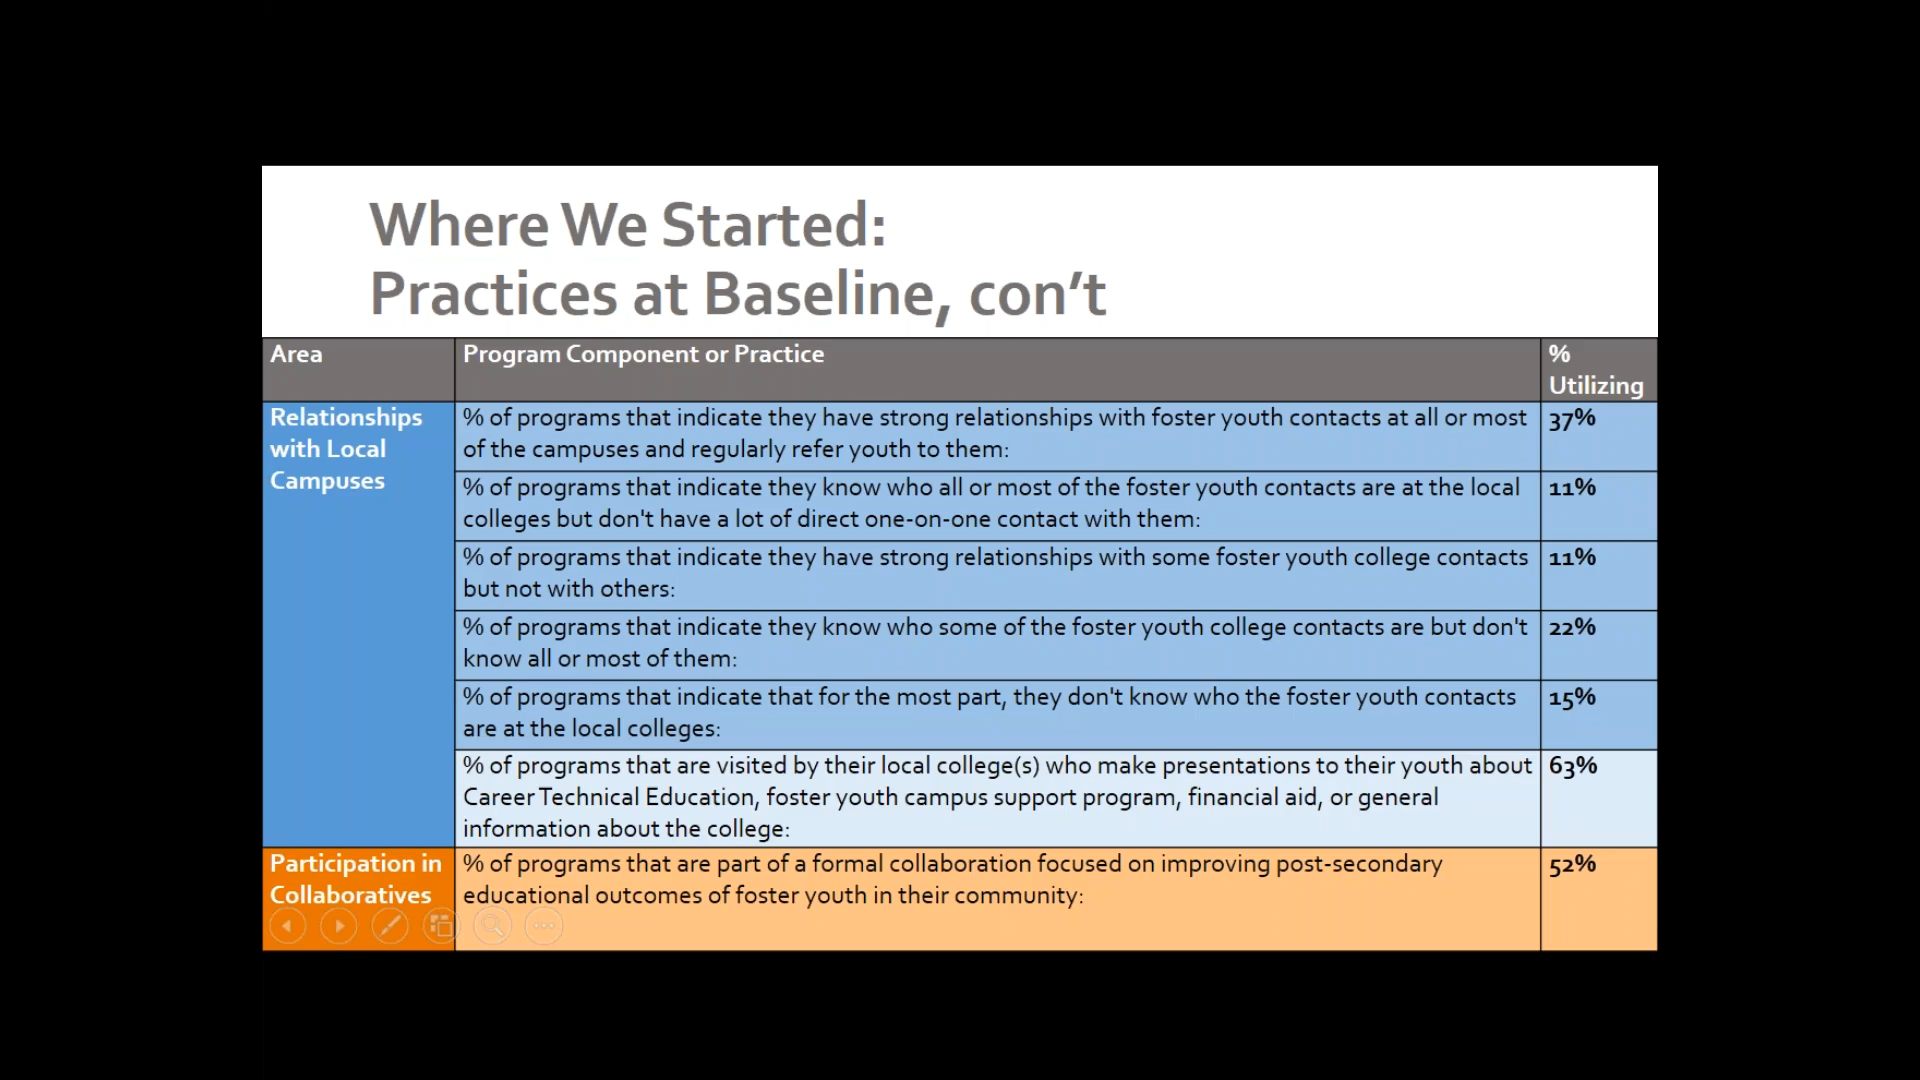 Where We Started:
Practices at Baseline, con’t
Area
Program Component or Practice
%
Utilizing
Relationships
with Local
Campuses
% of programs that indicate they have strong relationships with foster youth contacts at all or most
of the campuses and regularly refer youth to them:
37%
% of programs that indicate they know who all or most of the foster youth contacts are at the local
colleges but don't have a lot of direct one-on-one contact with them:
11%
% of programs that indicate they have strong relationships with some foster youth college contacts
but not with others:
11%
% of programs that indicate they know who some of the foster youth college contacts are but don't
know all or most of them:
22%
% of programs that indicate that for the most part, they don't know who the foster youth contacts
are at the local colleges:
15%
% of programs that are visited by their local college(s) who make presentations to their youth about
Career Technical Education, foster youth campus support program, financial aid, or general
information about the college:
63%
Participation in
Collaboratives
% of programs that are part of a formal collaboration focused on improving post-secondary
educational outcomes of foster youth in their community:
52%